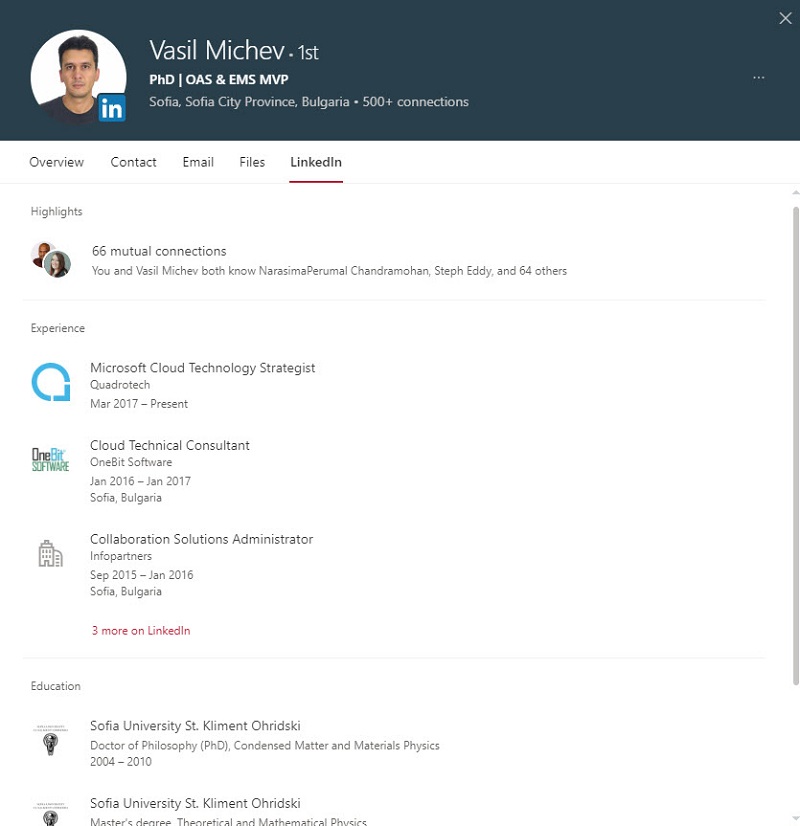 Vasil Michev · 1st
PhD | OAS & EMS MVP
Sofia, Sofia City Province, Bulgaria • 500+ connections
in
Overview Contact Email Files LinkedIn
Highlights
66 mutual connections
You and Vasil Michev both know NarasimaPerumal Chandramohan, Steph Eddy, and 64 others
Experience
Microsoft Cloud Technology Strategist
Quadrotech
Mar 2017 – Present
OneBit
SOFTWARE
Cloud Technical Consultant
OneBit Software
Jan 2016 – Jan 2017
Sofia, Bulgaria
Collaboration Solutions Administrator
Infopartners
Sep 2015 – Jan 2016
Sofia, Bulgaria
3 more on LinkedIn
Education
Sofia University St. Kliment Ohridski
Doctor of Philosophy (PhD), Condensed Matter and Materials Physics
2004 – 2010
Sofia University St. Kliment Ohridski
Master's degree, Theoretical and Mathematical Physics